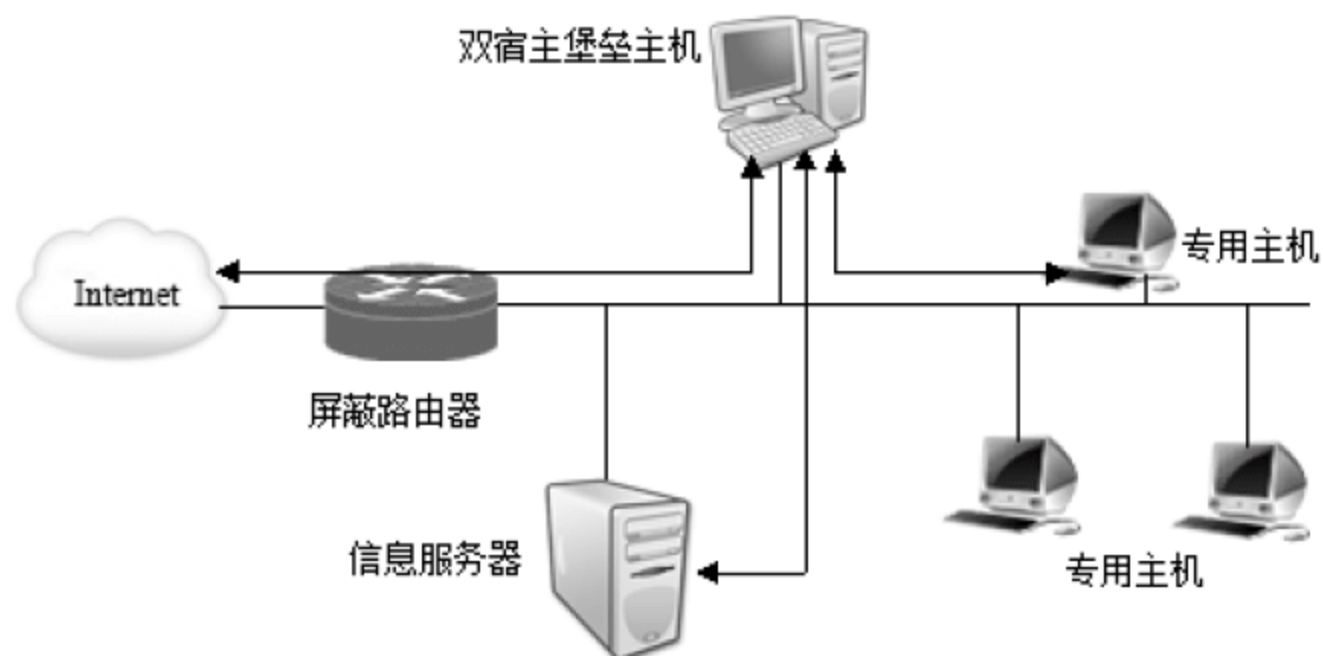 双宿主堡垒主机
专用主机
Internet
屏蔽路由器
信息服务器
专用主机